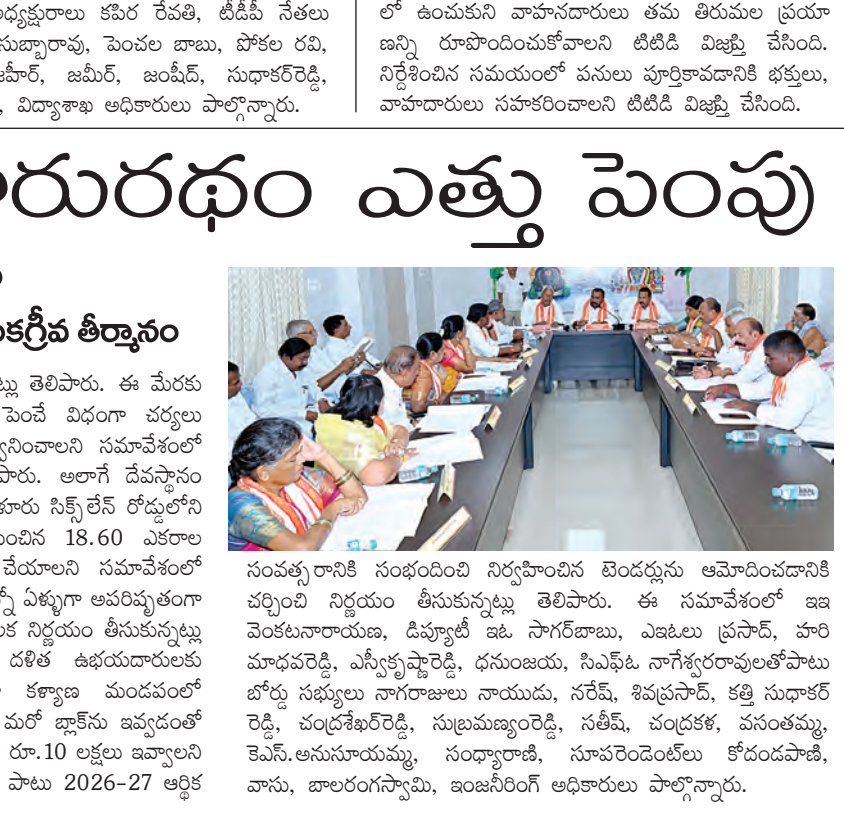 అధ్యక్షురాలు కపిర రేవతి, టీడీపీ నేతలు
సుబ్బారావు, పెంచల బాబు, పోకల రవి,
జహీర్, జమీర్, జంషీద్, సుధాకర్‌రెడ్డి,
విద్యాశాఖ అధికారులు పాల్గొన్నారు.
లో ఉంచుకుని వాహనదారులు తమ తిరుమల ప్రయా
ణన్ని రూపొందించుకోవాలని టిటిడి విజ్ఞప్తి చేసింది.
నిర్దేశించిన సమయంలో పనులు పూర్తికావడానికి భక్తులు,
వాహదారులు సహకరించాలని టిటిడి విజ్ఞప్తి చేసింది.
రురథం ఎత్తు పెంపు
కగ్రీవ తీర్మానం
ట్లు తెలిపారు. ఈ మేరకు
పెంచే విధంగా చర్యలు
నించాలని సమావేశంలో
పారు. అలాగే దేవస్థానం
ళూరు సిక్స్‌లేన్ రోడ్డులోని
ంచిన 18.60 ఎకరాల
చేయాలని సమావేశంలో
న్నో ఏళ్ళుగా అపరిష్కృతంగా
లక నిర్ణయం తీసుకున్నట్లు
దళిత ఉభయదారులకు
కళ్యాణ మండపంలో
మరో బ్లాక్‌ను ఇవ్వడంతో
రూ.10 లక్షలు ఇవ్వాలని
పాటు 2026-27 ఆర్థిక
సంవత్సరానికి సంభందించి నిర్వహించిన టెండర్లును ఆమోదించడానికి
చర్చించి నిర్ణయం తీసుకున్నట్లు తెలిపారు. ఈ సమావేశంలో ఇఇ
వెంకటనారాయణ, డిప్యూటీ ఇఓ సాగర్‌బాబు, ఎఇఓలు ప్రసాద్, హరి
మాధవరెడ్డి, ఎస్వీకృష్ణారెడ్డి, ధనుంజయ, సిఎఫ్ఓ నాగేశ్వరరావులతోపాటు
బోర్డు సభ్యులు నాగరాజులు నాయుడు, నరేష్, శివప్రసాద్, కత్తి సుధాకర్
రెడ్డి, చంద్రశేఖర్‌రెడ్డి, సుబ్రమణ్యంరెడ్డి, సతీష్, చంద్రకళ, వసంతమ్మ,
కెఎస్.అనుసూయమ్మ, సంధ్యారాణి, సూపరెండెంట్‌లు కోదండపాణి,
వాసు, బాలరంగస్వామి, ఇంజనీరింగ్ అధికారులు పాల్గొన్నారు.